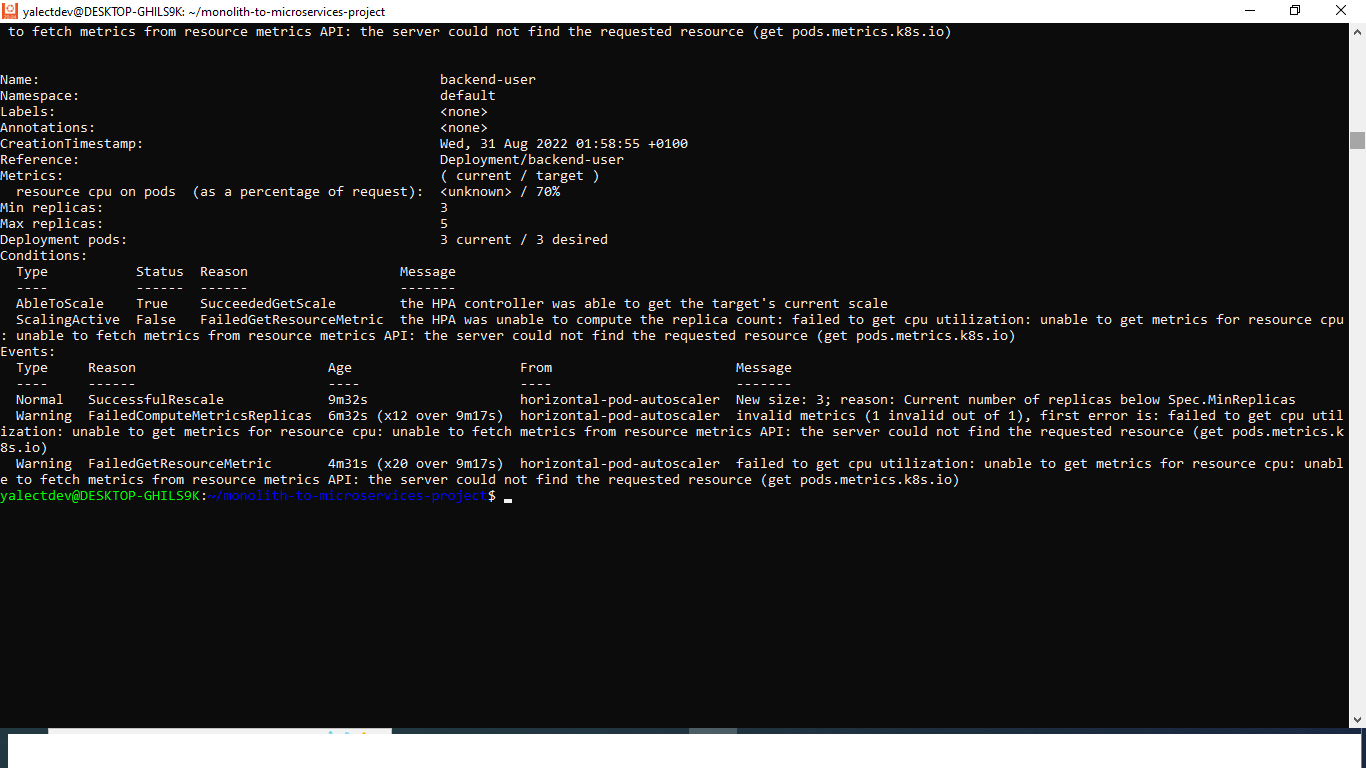 yalectdev@DESKTOP-GHILS9K: ~/monolith-to-microservices-project
 to fetch metrics from resource metrics API: the server could not find the requested resource (get pods.metrics.k8s.io)
Name:                                                  backend-user
Namespace:                                             default
Labels:                                                <none>
Annotations:                                           <none>
CreationTimestamp:                                     Wed, 31 Aug 2022 01:58:55 +0100
Reference:                                             Deployment/backend-user
Metrics:                                               ( current / target )
  resource cpu on pods  (as a percentage of request):  <unknown> / 70%
Min replicas:                                          3
Max replicas:                                          5
Deployment pods:                                       3 current / 3 desired
Conditions:
  Type           Status  Reason                   Message
  ----           ------  ------                   -------
  AbleToScale    True    SucceededGetScale        the HPA controller was able to get the target's current scale
  ScalingActive  False   FailedGetResourceMetric  the HPA was unable to compute the replica count: failed to get cpu utilization: unable to get metrics for resource cpu
: unable to fetch metrics from resource metrics API: the server could not find the requested resource (get pods.metrics.k8s.io)
Events:
  Type     Reason                        Age                     From                       Message
  ----     ------                        ----                    ----                       -------
  Normal   SuccessfulRescale             9m32s                   horizontal-pod-autoscaler  New size: 3; reason: Current number of replicas below Spec.MinReplicas
  Warning  FailedComputeMetricsReplicas  6m32s (x12 over 9m17s)  horizontal-pod-autoscaler  invalid metrics (1 invalid out of 1), first error is: failed to get cpu util
ization: unable to get metrics for resource cpu: unable to fetch metrics from resource metrics API: the server could not find the requested resource (get pods.metrics.k
8s.io)
  Warning  FailedGetResourceMetric       4m31s (x20 over 9m17s)  horizontal-pod-autoscaler  failed to get cpu utilization: unable to get metrics for resource cpu: unabl
e to fetch metrics from resource metrics API: the server could not find the requested resource (get pods.metrics.k8s.io)
yalectdev@DESKTOP-GHILS9K:~/monolith-to-microservices-project$